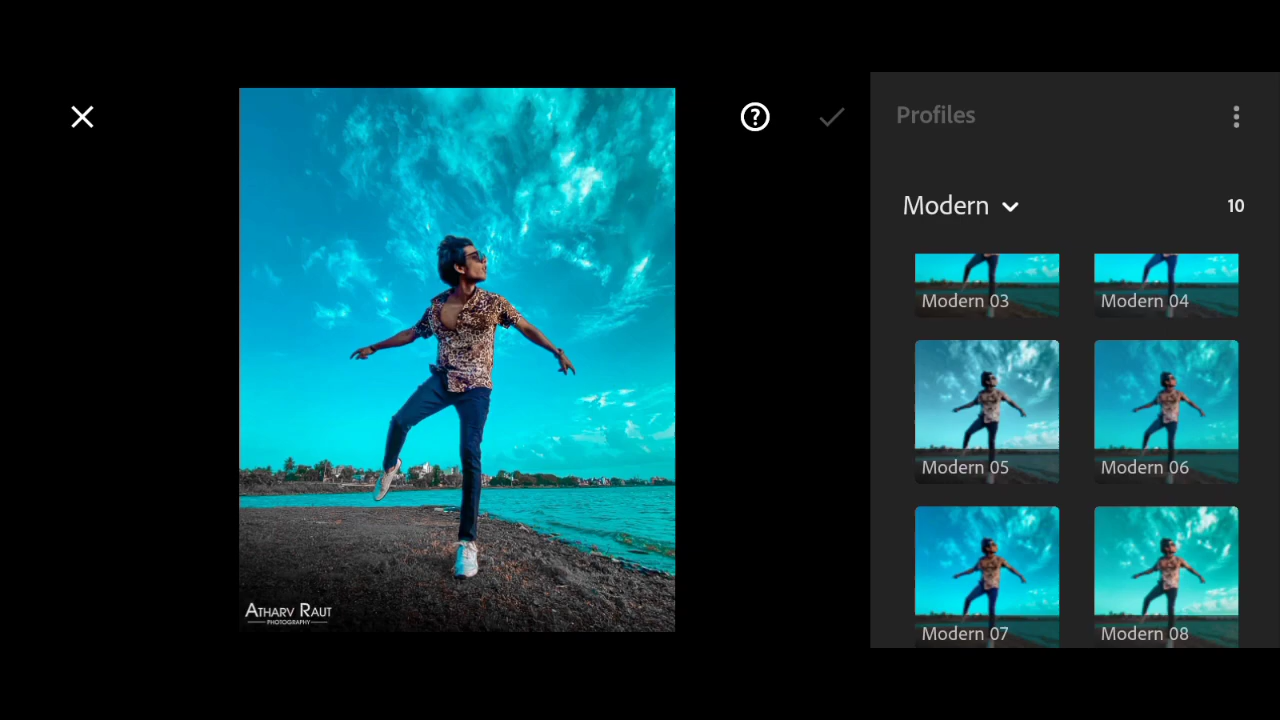 Profiles
Modern
10
Modern 03
Modern 04
Modern 05
Modern 06
Modern 07
Modern 08
ATHARV RAUT
PHOTOGRAPHY